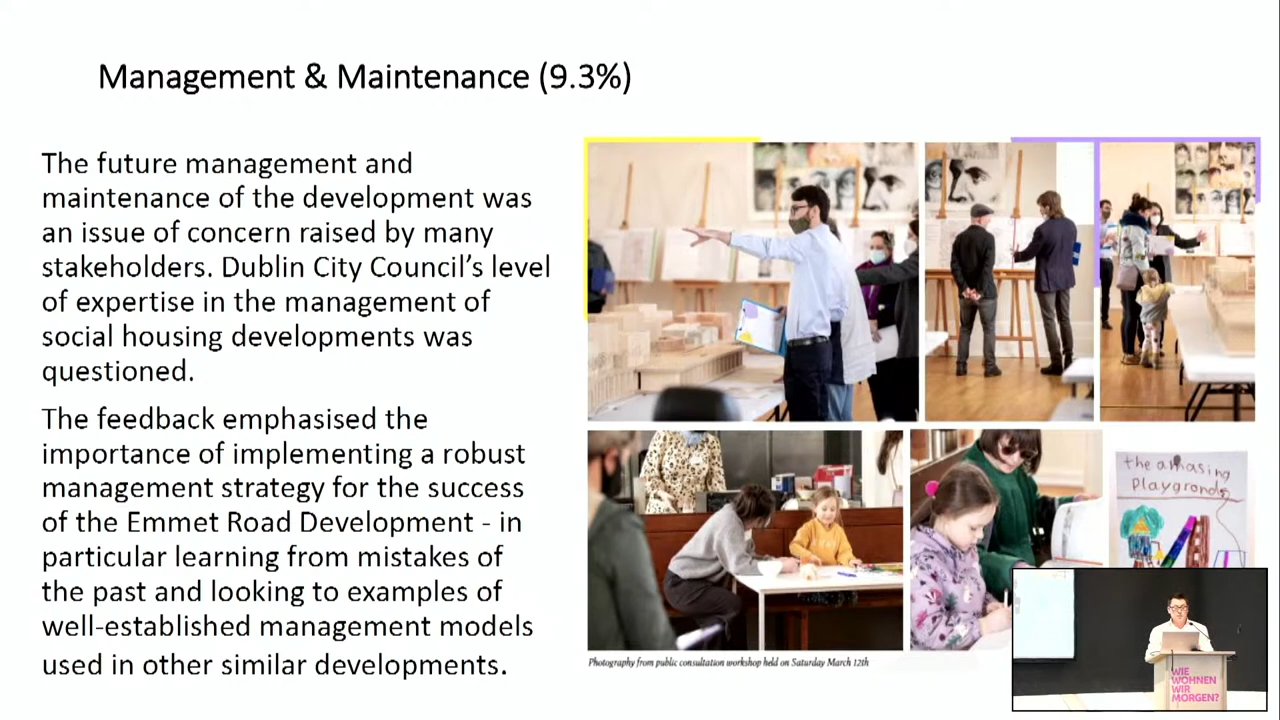 Management & Maintenance (9.3%)
The future management and
maintenance of the development was
an issue of concern raised by many
stakeholders. Dublin City Council’s level
of expertise in the management of
social housing developments was
questioned.
The feedback emphasised the
importance of implementing a robust
management strategy for the success
of the Emmet Road Development - in
particular learning from mistakes of
the past and looking to examples of
well-established management models
used in other similar developments.
the amasing
Playgronds
Photography from public consultation workshop held on Saturday March 12th
WIE
WOHNEN
WIR
MORGEN?